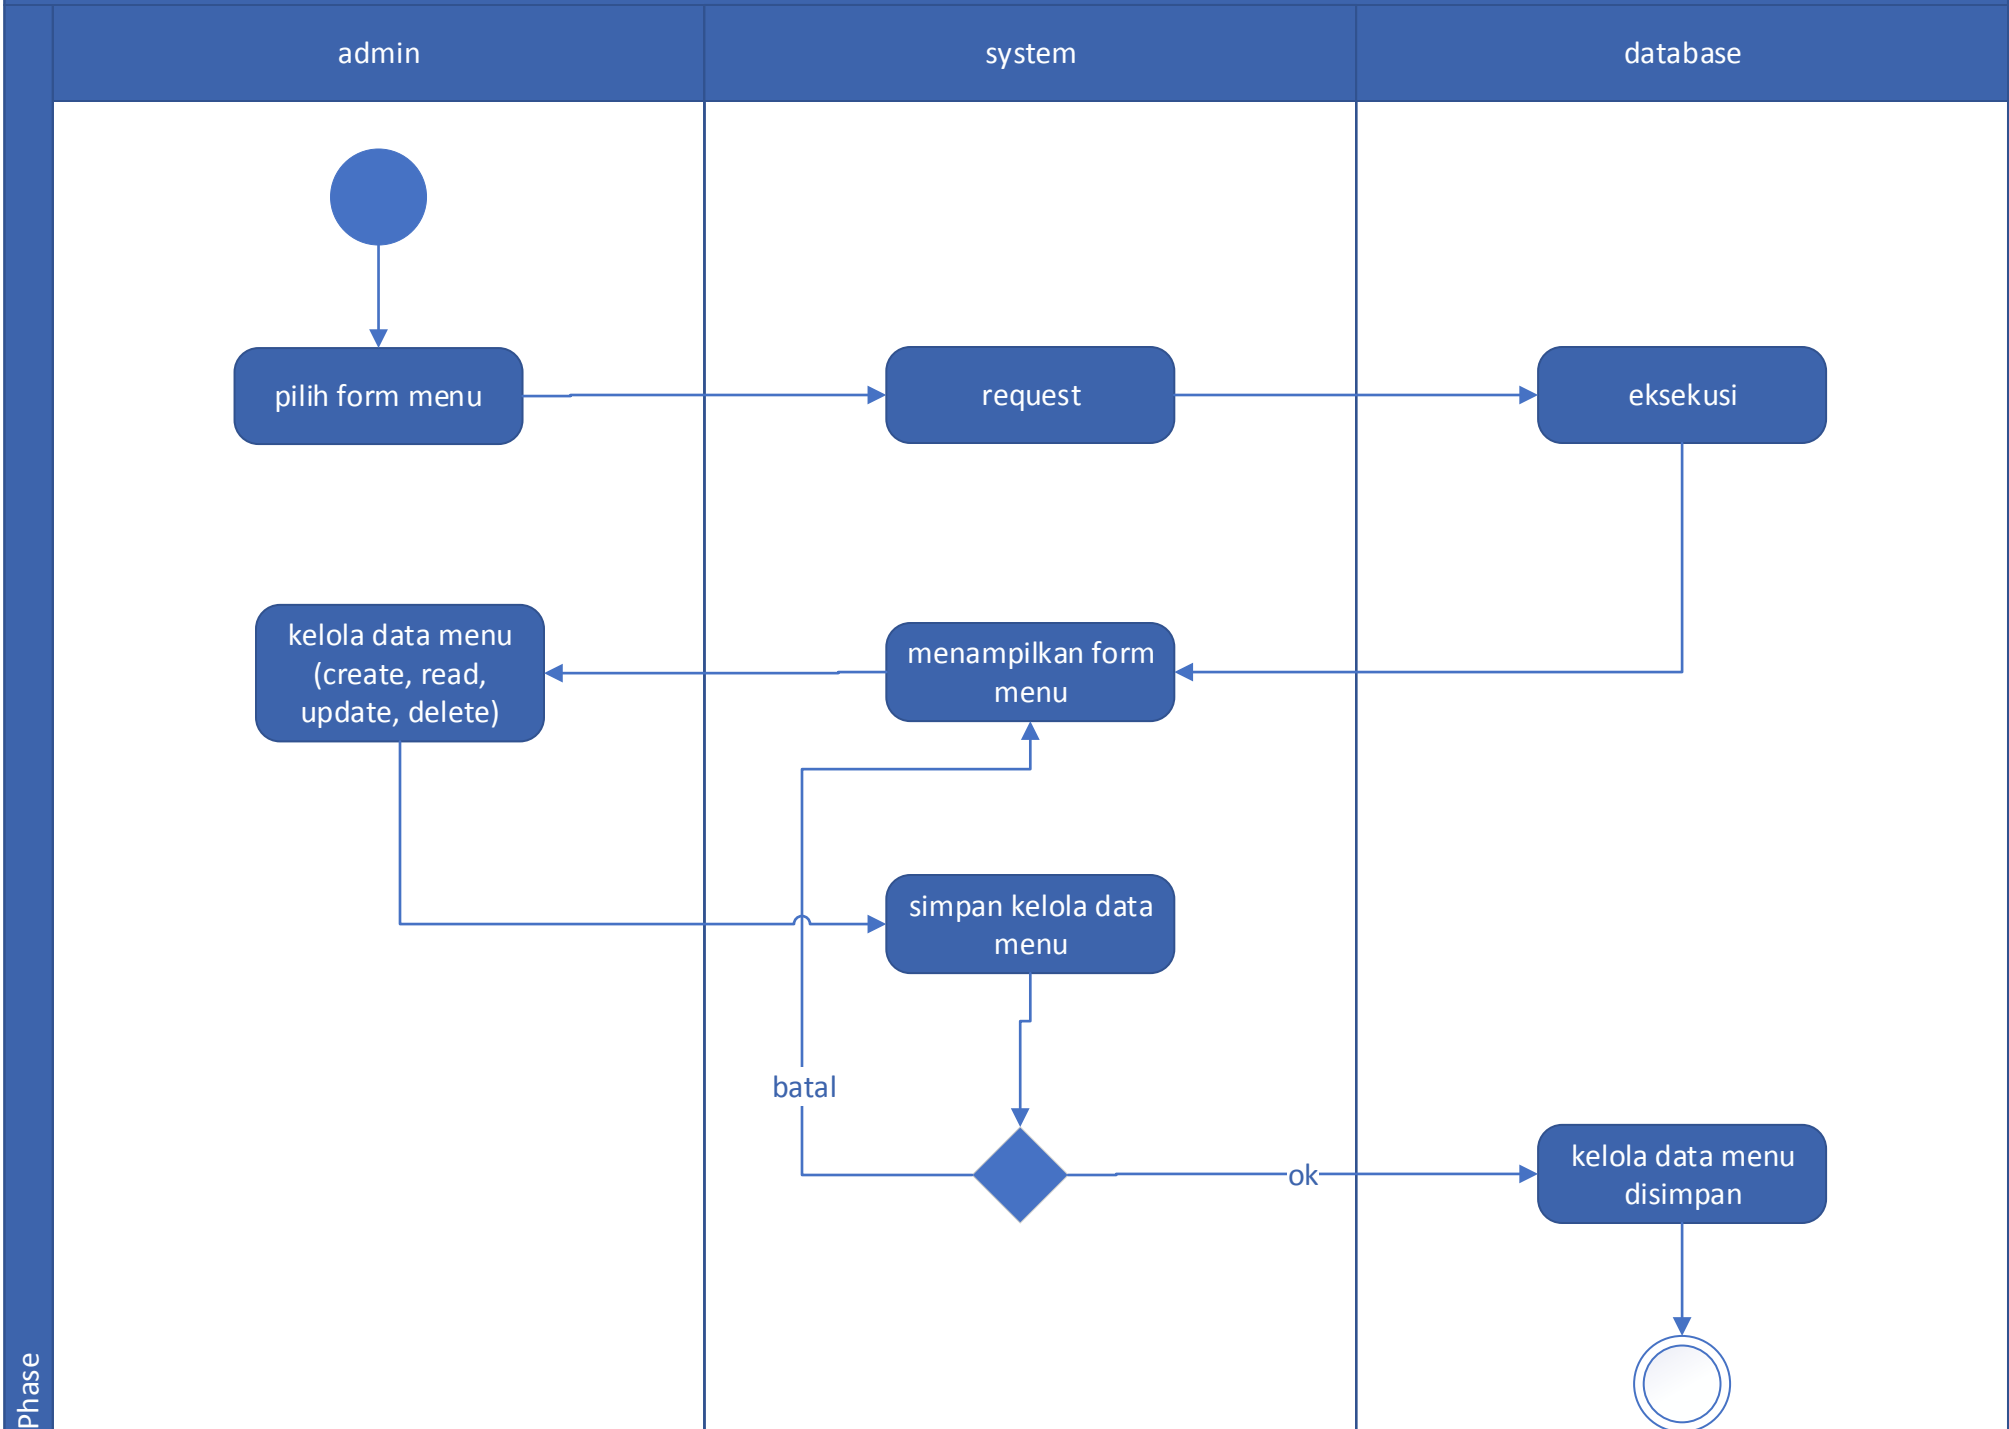 admin
system
database
pilih form menu
request
eksekusi
kelola data menu
(create, read,
update, delete)
menampilkan form
menu
simpan kelola data
menu
batal
ok
kelola data menu
disimpan
Phase